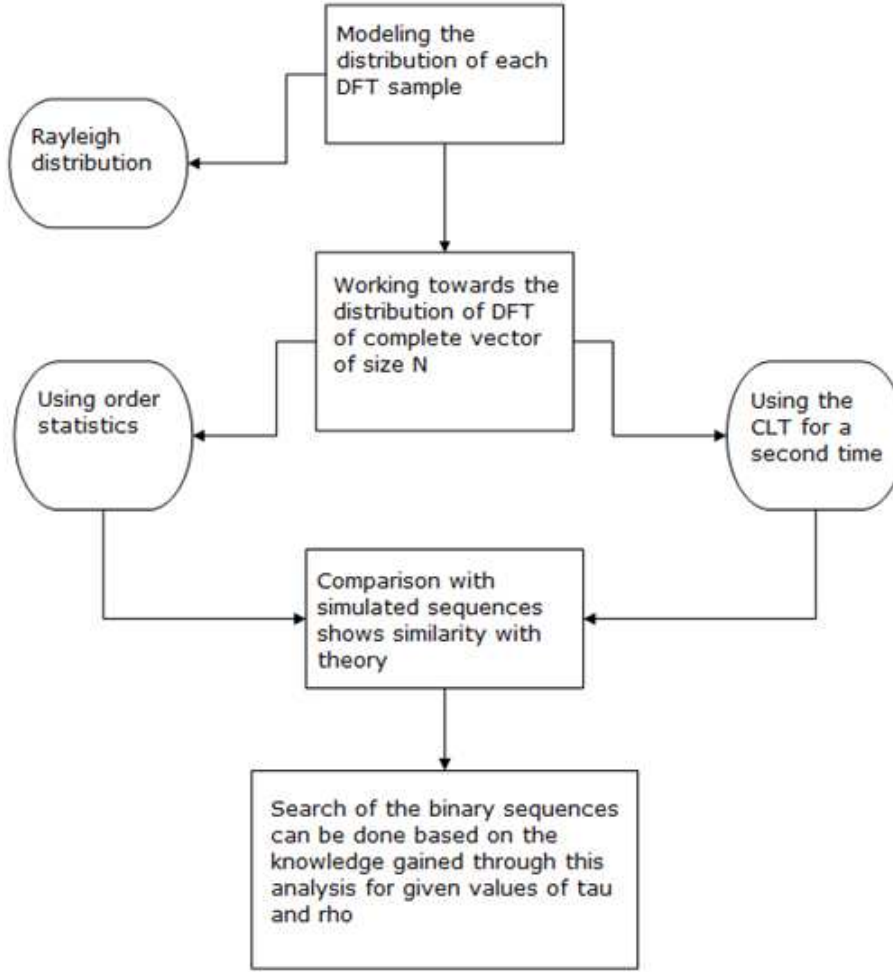 Modeling the
distribution of each
DFT sample
Rayleigh
distribution
Working towards the
distribution of DFT
of complete vector
of size N
Using order
statistics
Using the
CLT for a
second time
Comparison with
simulated sequences
shows similarity with
theory
Search of the binary sequences
can be done based on the
knowledge gained through this
analysis for given values of tau
and rho